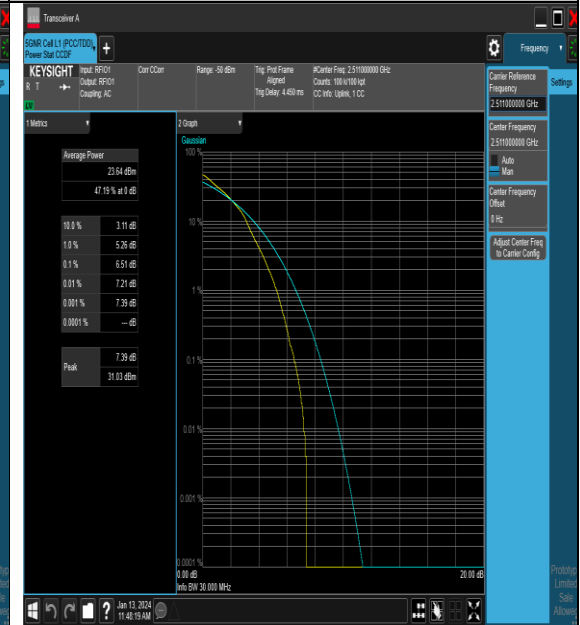 Transceiver A
5GNR Cell L1 (PCC/TDD),
Power Stat CCDF
Frequency
KEYSIGHT
R T
Input: RFIO1
Output: RFIO1
Coupling: AC
Corr CCorr
Range: -50 dBm
Trig: Prot Frame
Aligned
Trig Delay: 4.450 ms
#Center Freq: 2.511000000 GHz
Counts: 100 k/100 kpt
CC Info: Uplink, 1 CC
Carrier Reference
Frequency
2.511000000 GHz
Settings
Center Frequency
2.511000000 GHz
Auto
Man
Center Frequency
Offset
0 Hz
Adjust Center Freq
to Carrier Config
1 Metrics
Average Power
23.64 dBm
47.19 % at 0 dB
10.0 % 3.11 dB
1.0 % 5.26 dB
0.1 % 6.51 dB
0.01 % 7.21 dB
0.001 % 7.39 dB
0.0001 % --- dB
Peak
7.39 dB
31.03 dBm
2 Graph
Gaussian
100 %
10 %
1 %
0.1 %
0.01 %
0.001 %
0.0001 %
0.00 dB
20.00 dB
Info BW 30.000 MHz
Jan 13, 2024
11:48:19 AM
Prototyp
Limited
Sale
Allowed